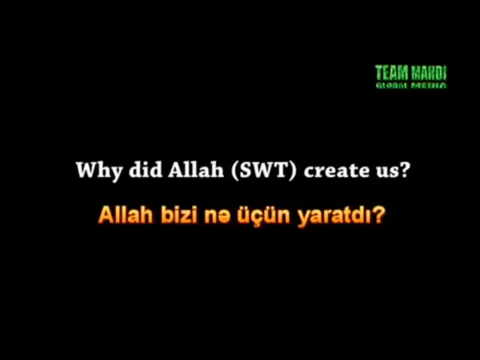 TEAM MAHDI
GLOBAL MEDIA
Why did Allah (SWT) create us?
Allah bizi nə üçün yaratdı?